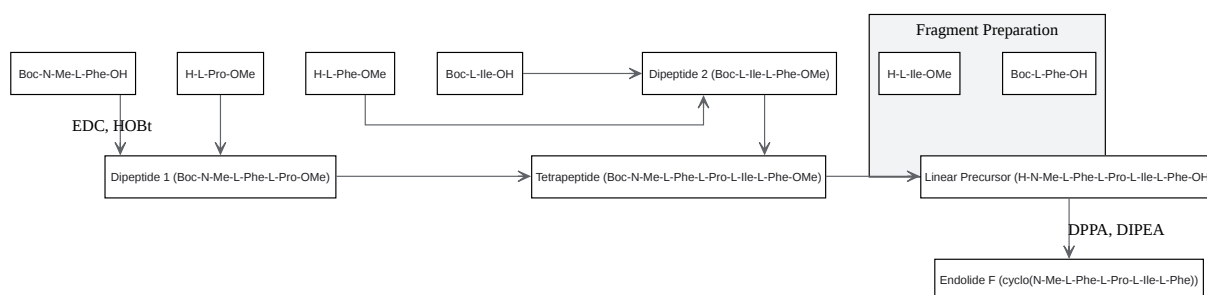 Fragment Preparation
Boc-N-Me-L-Phe-OH
H-L-Pro-OMe
H-L-Phe-OMe
Boc-L-Ile-OH
Dipeptide 2 (Boc-L-Ile-L-Phe-OMe)
H-L-Ile-OMe
Boc-L-Phe-OH
EDC, HOBt
Dipeptide 1 (Boc-N-Me-L-Phe-L-Pro-OMe)
Tetrapeptide (Boc-N-Me-L-Phe-L-Pro-L-Ile-L-Phe-OMe)
Linear Precursor (H-N-Me-L-Phe-L-Pro-L-Ile-L-Phe-OH
DPPA, DIPEA
Endolide F (cyclo(N-Me-L-Phe-L-Pro-L-Ile-L-Phe))